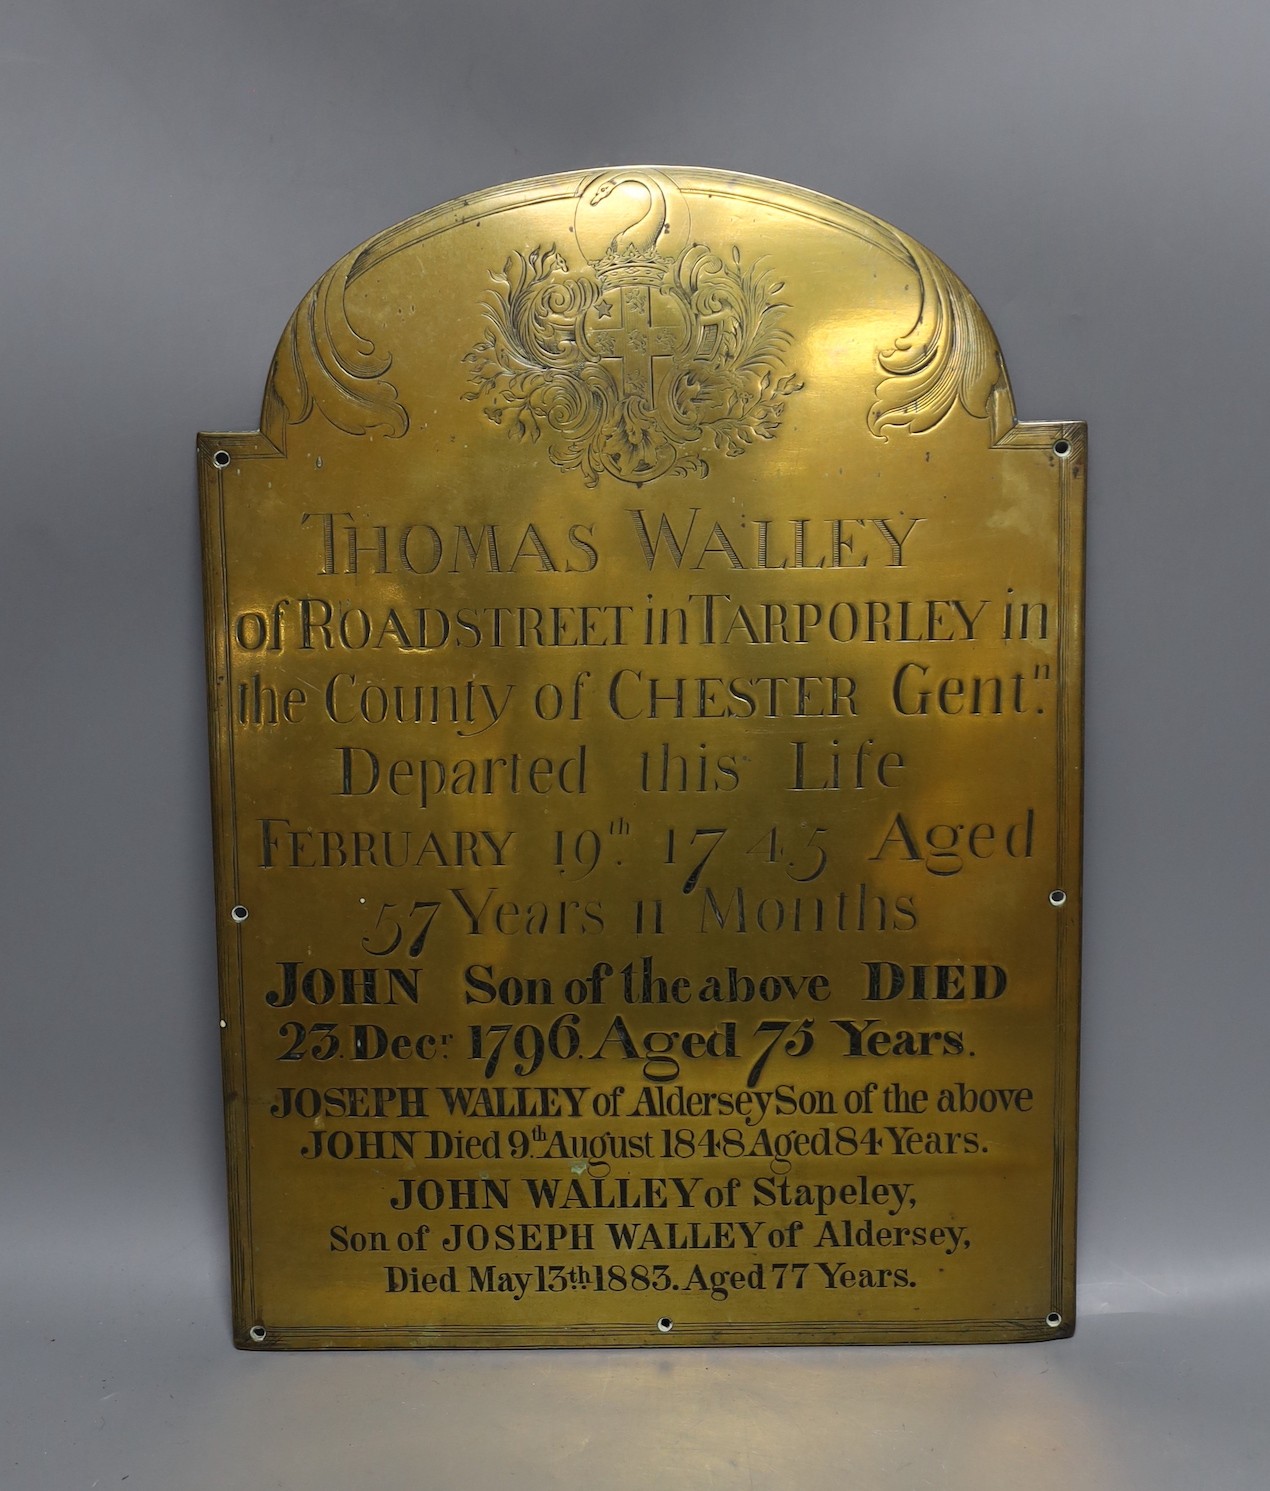 THOMAS WALLEY
of ROADSTREET in TARPORLEY in
the County of CHESTER Gentⁿ.
Departed this Life
FEBRUARY 19th. 1745 Aged
57 Years 11 Months
JOHN Son of the above DIED
23. Decr. 1796. Aged 75 Years.
JOSEPH WALLEY of Aldersey Son of the above
JOHN Died 9th. August 1848 Aged 84 Years.
JOHN WALLEY of Stapeley,
Son of JOSEPH WALLEY of Aldersey,
Died May 13th. 1883. Aged 77 Years.